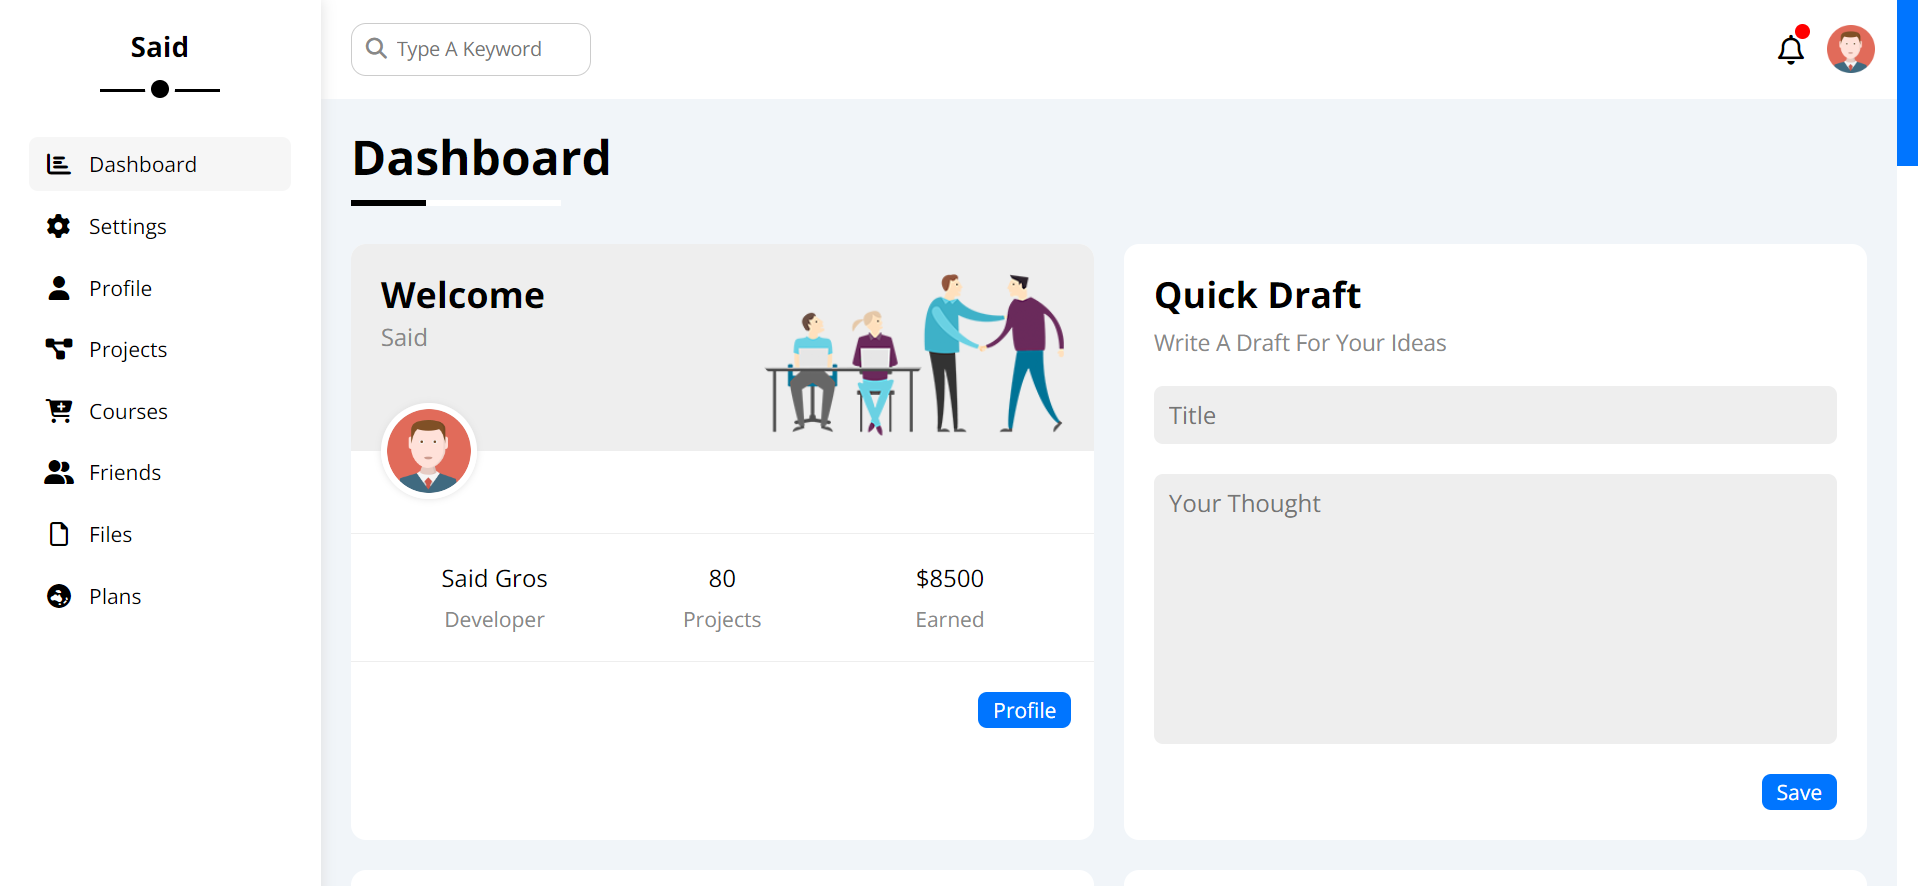 Said
Dashboard
Settings
Profile
Projects
Courses
Friends
Files
Plans
Type A Keyword
Dashboard
Welcome
Said
Said Gros
Developer
80
Projects
$8500
Earned
Profile
Quick Draft
Write A Draft For Your Ideas
Title
Your Thought
Save